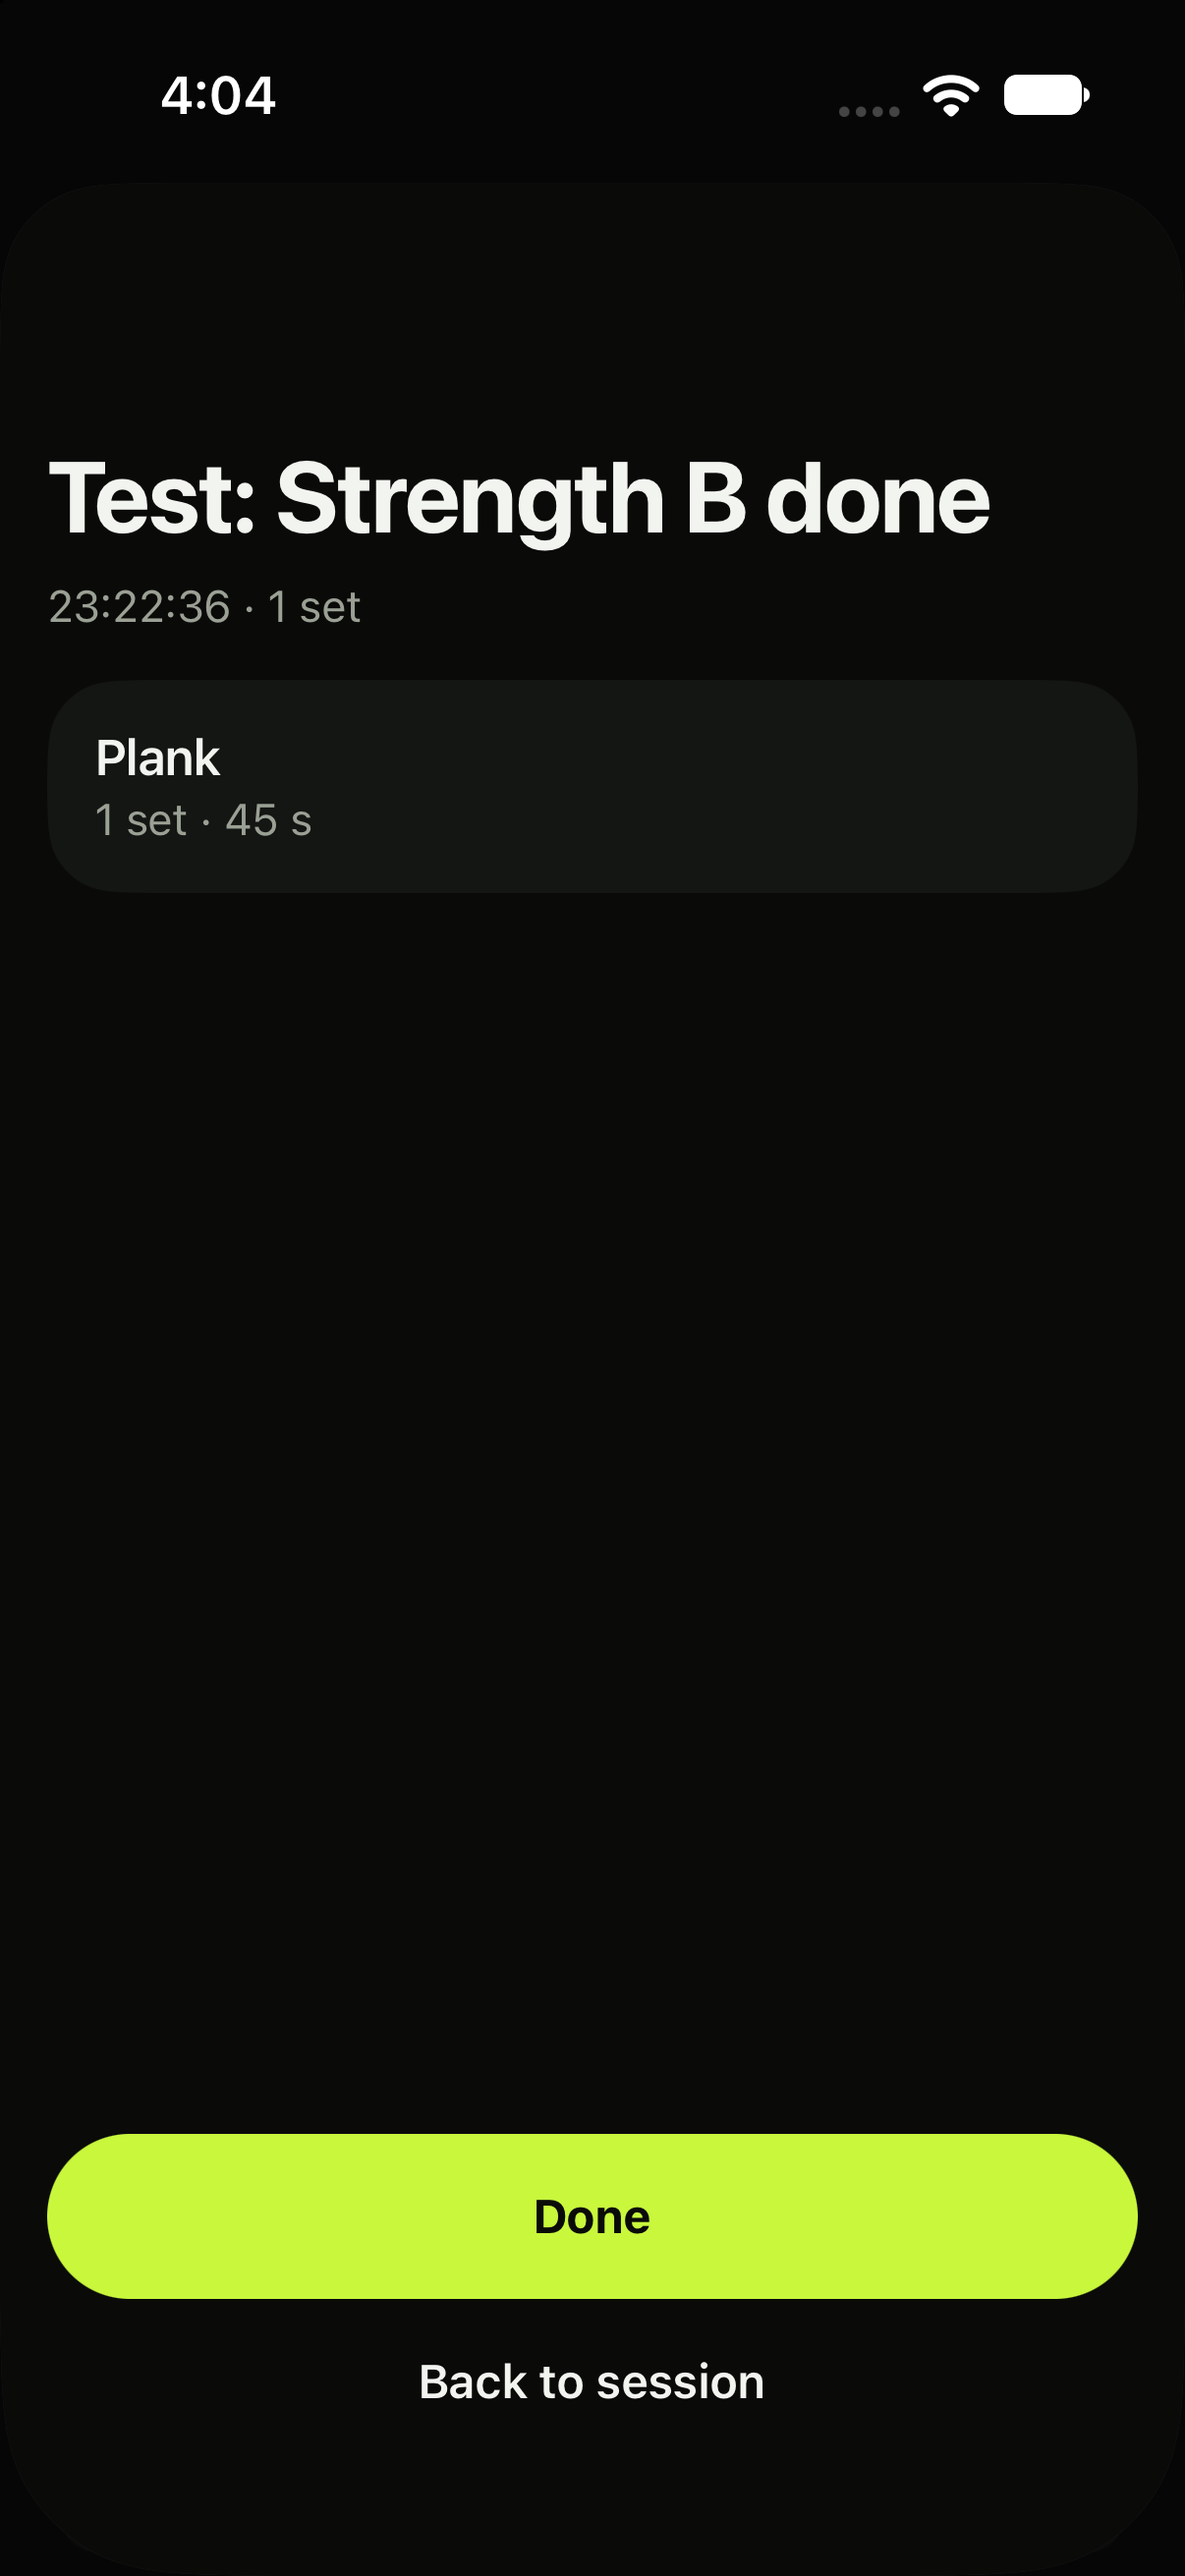 4:04
Test: Strength B done
23:22:36 · 1 set
Plank
1 set · 45 s
Done
Back to session